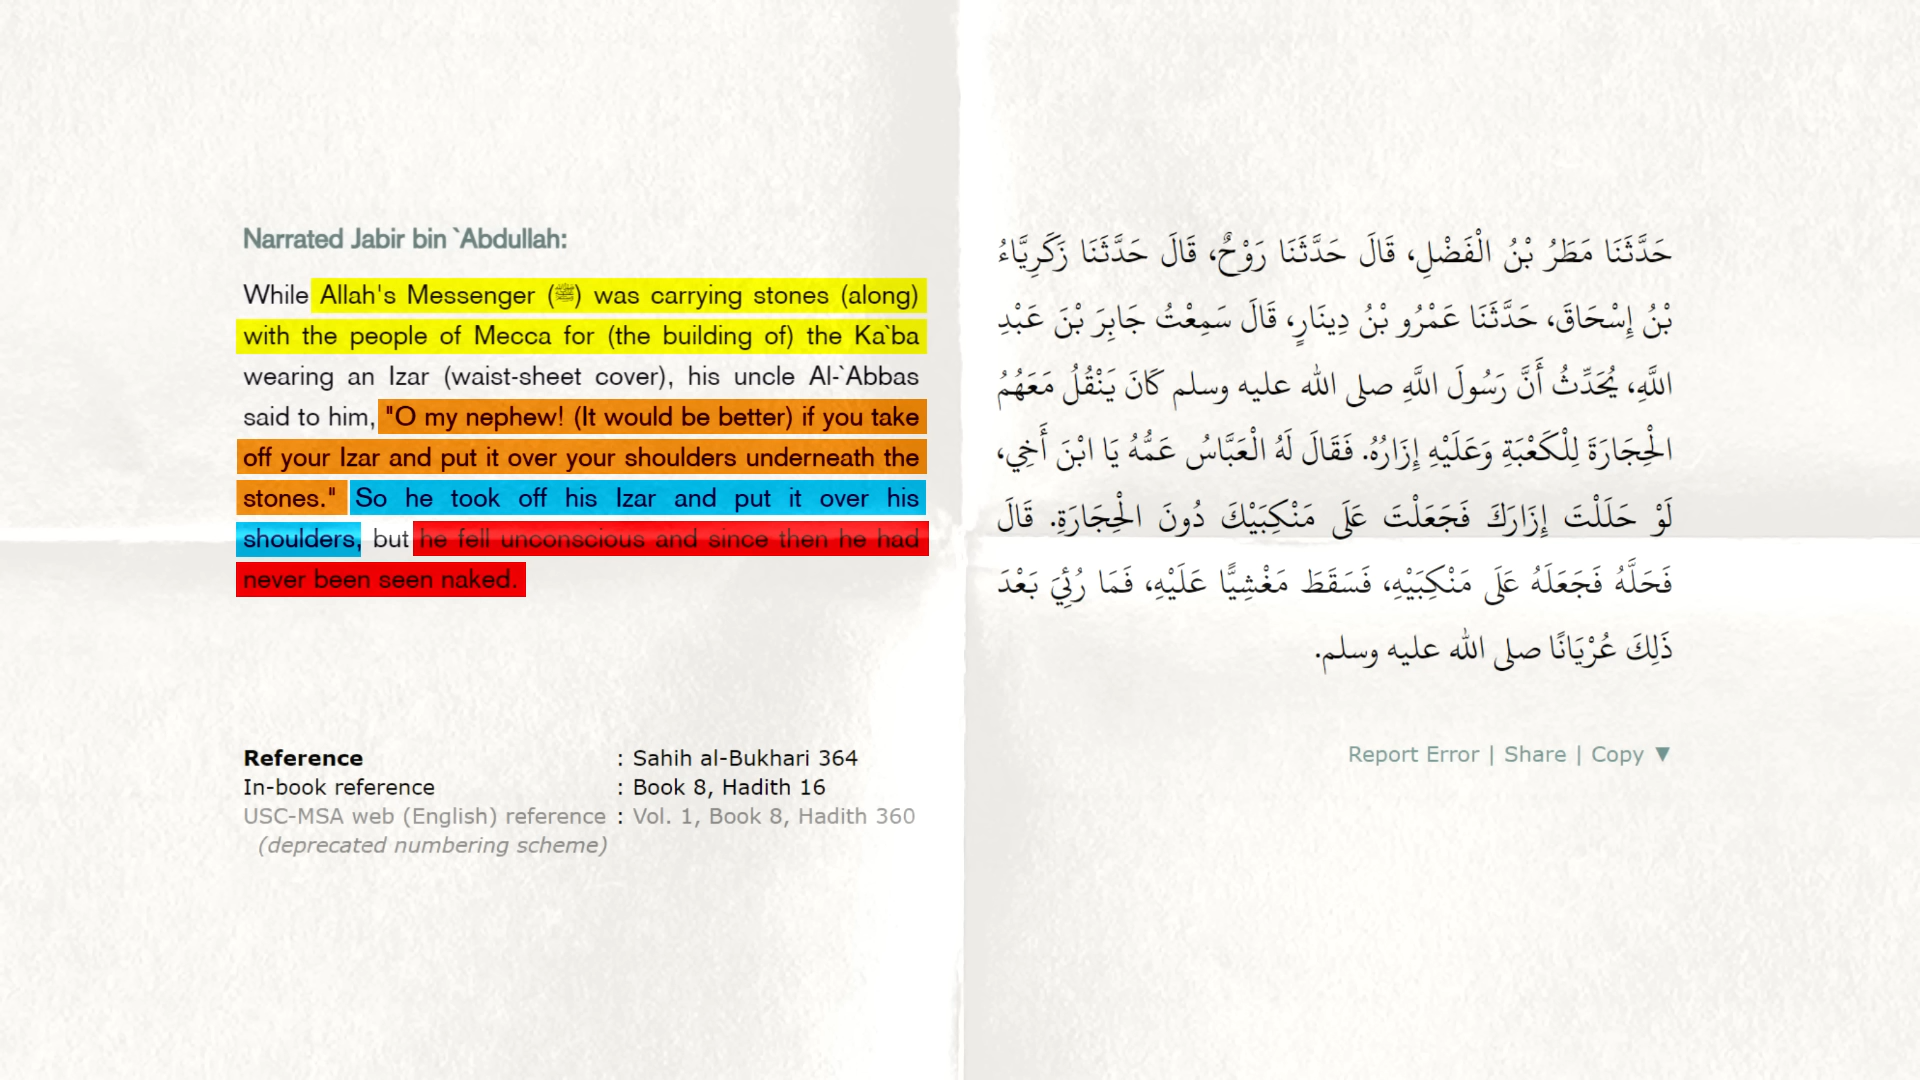 Narrated Jabir bin `Abdullah:
While Allah's Messenger (ﷺ) was carrying stones (along)
with the people of Mecca for (the building of) the Ka`ba
wearing an Izar (waist-sheet cover), his uncle Al-`Abbas
said to him, "O my nephew! (It would be better) if you take
off your Izar and put it over your shoulders underneath the
stones." So he took off his Izar and put it over his
shoulders, but he fell unconscious and since then he had
never been seen naked.
حَدَّثَنَا مَطَرُ بْنُ الْفَضْلِ، قَالَ حَدَّثَنَا رَوْحٌ، قَالَ حَدَّثَنَا زَكَرِيَّاءُ
بْنُ إِسْحَاقَ، حَدَّثَنَا عَمْرُو بْنُ دِينَارٍ، قَالَ سَمِعْتُ جَابِرَ بْنَ عَبْدِ
اللَّهِ، يُحَدِّثُ أَنَّ رَسُولَ اللَّهِ صلى الله عليه وسلم كَانَ يَنْقُلُ مَعَهُمُ
الْحِجَارَةَ لِلْكَعْبَةِ وَعَلَيْهِ إِزَارُهُ. فَقَالَ لَهُ الْعَبَّاسُ عَمُّهُ يَا ابْنَ أَخِي،
لَوْ حَلَلْتَ إِزَارَكَ فَجَعَلْتَ عَلَى مَنْكِبَيْكَ دُونَ الْحِجَارَةِ. قَالَ
فَحَلَّهُ فَجَعَلَهُ عَلَى مَنْكِبَيْهِ، فَسَقَطَ مَغْشِيًّا عَلَيْهِ، فَمَا رُئِيَ بَعْدَ
ذَلِكَ عُرْيَانًا صلى الله عليه وسلم.
Reference : Sahih al-Bukhari 364
In-book reference : Book 8, Hadith 16
USC-MSA web (English) reference : Vol. 1, Book 8, Hadith 360
(deprecated numbering scheme)
Report Error | Share | Copy ▼